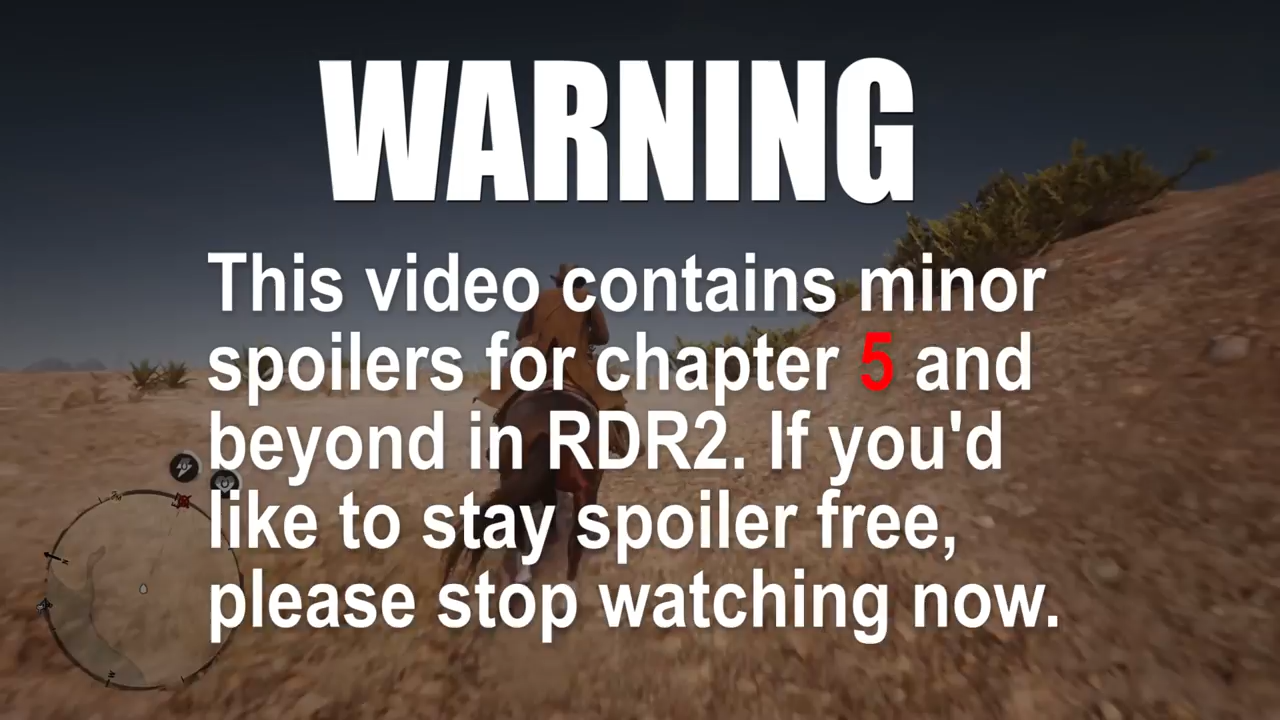 WARNING
This video contains minor
spoilers for chapter 5 and
beyond in RDR2. If you'd
like to stay spoiler free,
please stop watching now.